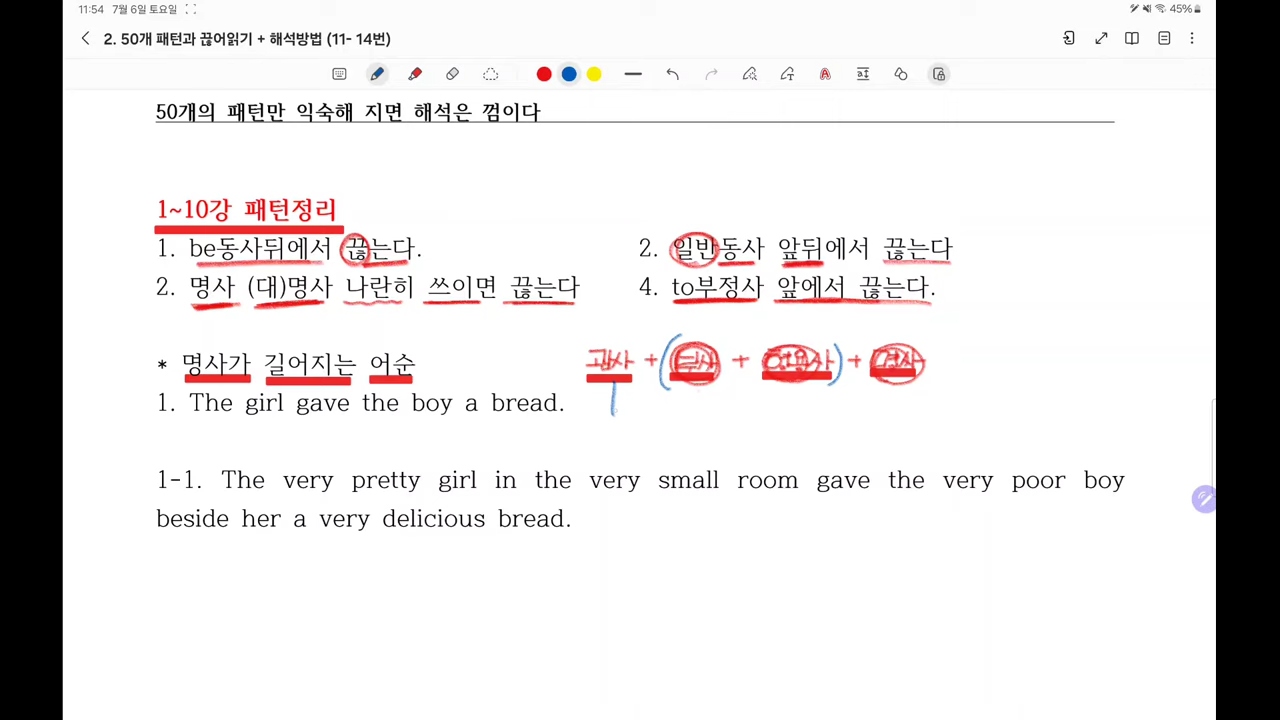 11:54 7월 6일 토요일 45%
2. 50개 패턴과 끊어읽기 + 해석방법 (11- 14번)
50개의 패턴만 익숙해 지면 해석은 껌이다
1~10강 패턴정리
1. be동사뒤에서 끊는다. 2. 일반동사 앞뒤에서 끊는다
2. 명사 (대)명사 나란히 쓰이면 끊는다 4. to부정사 앞에서 끊는다.
* 명사가 길어지는 어순 관사 + (부사 + 형용사) + 명사
1. The girl gave the boy a bread.
1-1. The very pretty girl in the very small room gave the very poor boy
beside her a very delicious bread.